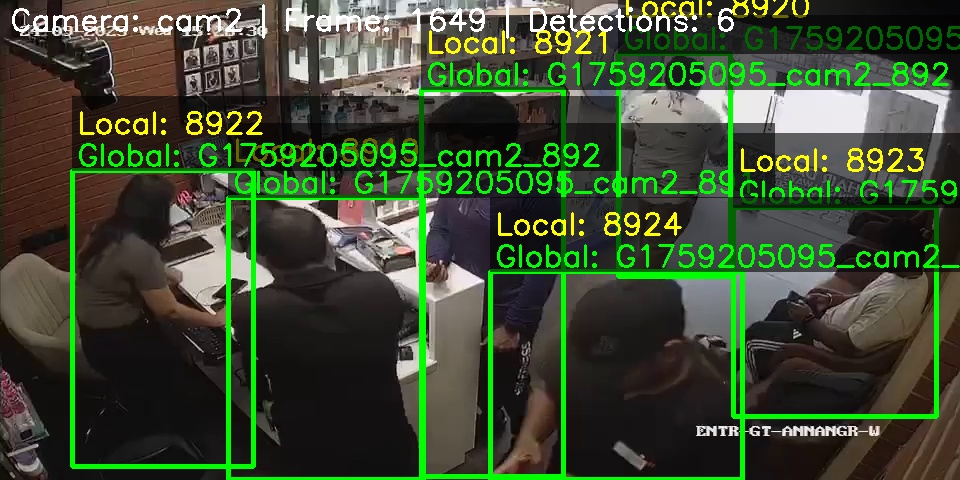 Camera: cam2 | Frame: 1649 | Detections: 6
Local: 8920
Local: 8921
Global: G1759205095
Global: G1759205095_cam2_892
Local: 8922
Global: G1759205095_cam2_892
Global: G1759205095_cam2_89
Local: 8923
Global: G1759
Local: 8924
Global: G1759205095_cam2_
ENTR-GT-ANNANGR-W